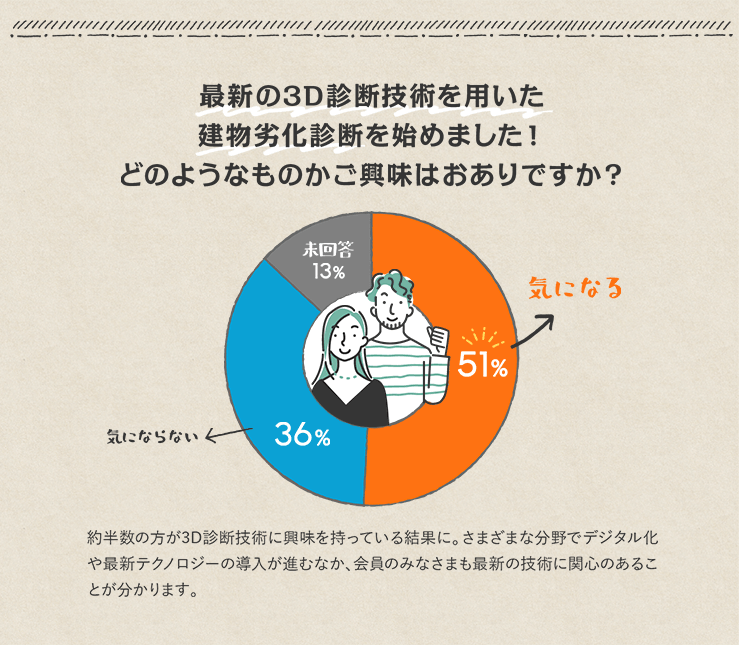 最新の3D診断技術を用いた
建物劣化診断を始めました！
どのようなものかご興味はおありですか？
未回答
13%
気になる
51%
36%
気にならない
約半数の方が3D診断技術に興味を持っている結果に。さまざまな分野でデジタル化
や最新テクノロジーの導入が進むなか、会員のみなさまも最新の技術に関心のあるこ
とが分かります。